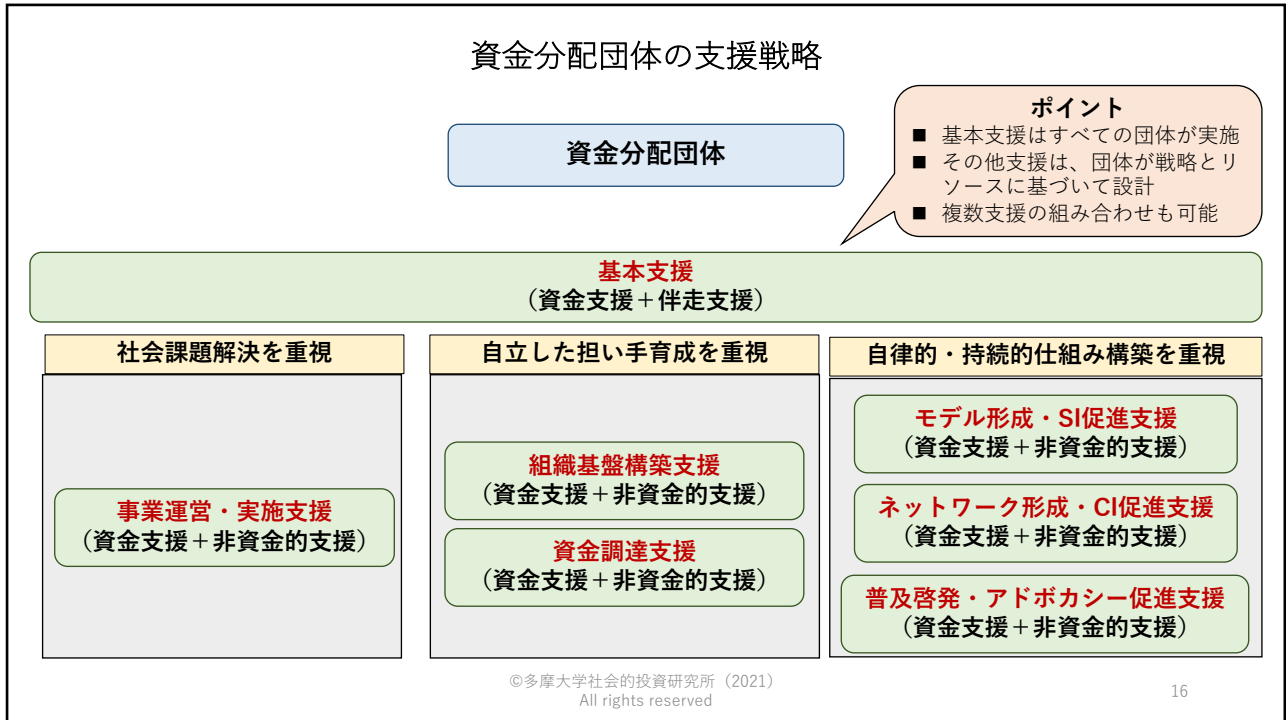 資金分配団体の支援戦略
資金分配団体
ポイント
■ 基本支援はすべての団体が実施
■ その他支援は、団体が戦略とリ
ソースに基づいて設計
■ 複数支援の組み合わせも可能
基本支援
（資金支援＋伴走支援）
社会課題解決を重視
事業運営・実施支援
（資金支援＋非資金的支援）
自立した担い手育成を重視
組織基盤構築支援
（資金支援＋非資金的支援）
資金調達支援
（資金支援＋非資金的支援）
自律的・持続的仕組み構築を重視
モデル形成・SI促進支援
（資金支援＋非資金的支援）
ネットワーク形成・CI促進支援
（資金支援＋非資金的支援）
普及啓発・アドボカシー促進支援
（資金支援＋非資金的支援）
©多摩大学社会的投資研究所（2021）
All rights reserved
16